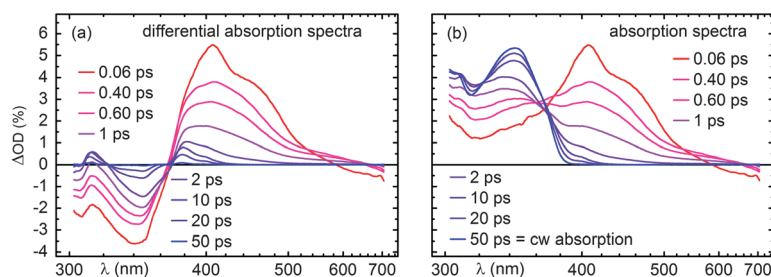 (a) differential absorption spectra
0.06 ps
0.40 ps
0.60 ps
1 ps
2 ps
10 ps
20 ps
50 ps
ΔOD (%)
6
5
4
3
2
1
0
-1
-2
-3
-4
300 λ (nm) 400 500 600 700
(b) absorption spectra
0.06 ps
0.40 ps
0.60 ps
1 ps
2 ps
10 ps
20 ps
50 ps = cw absorption
300 λ (nm) 400 500 600 700